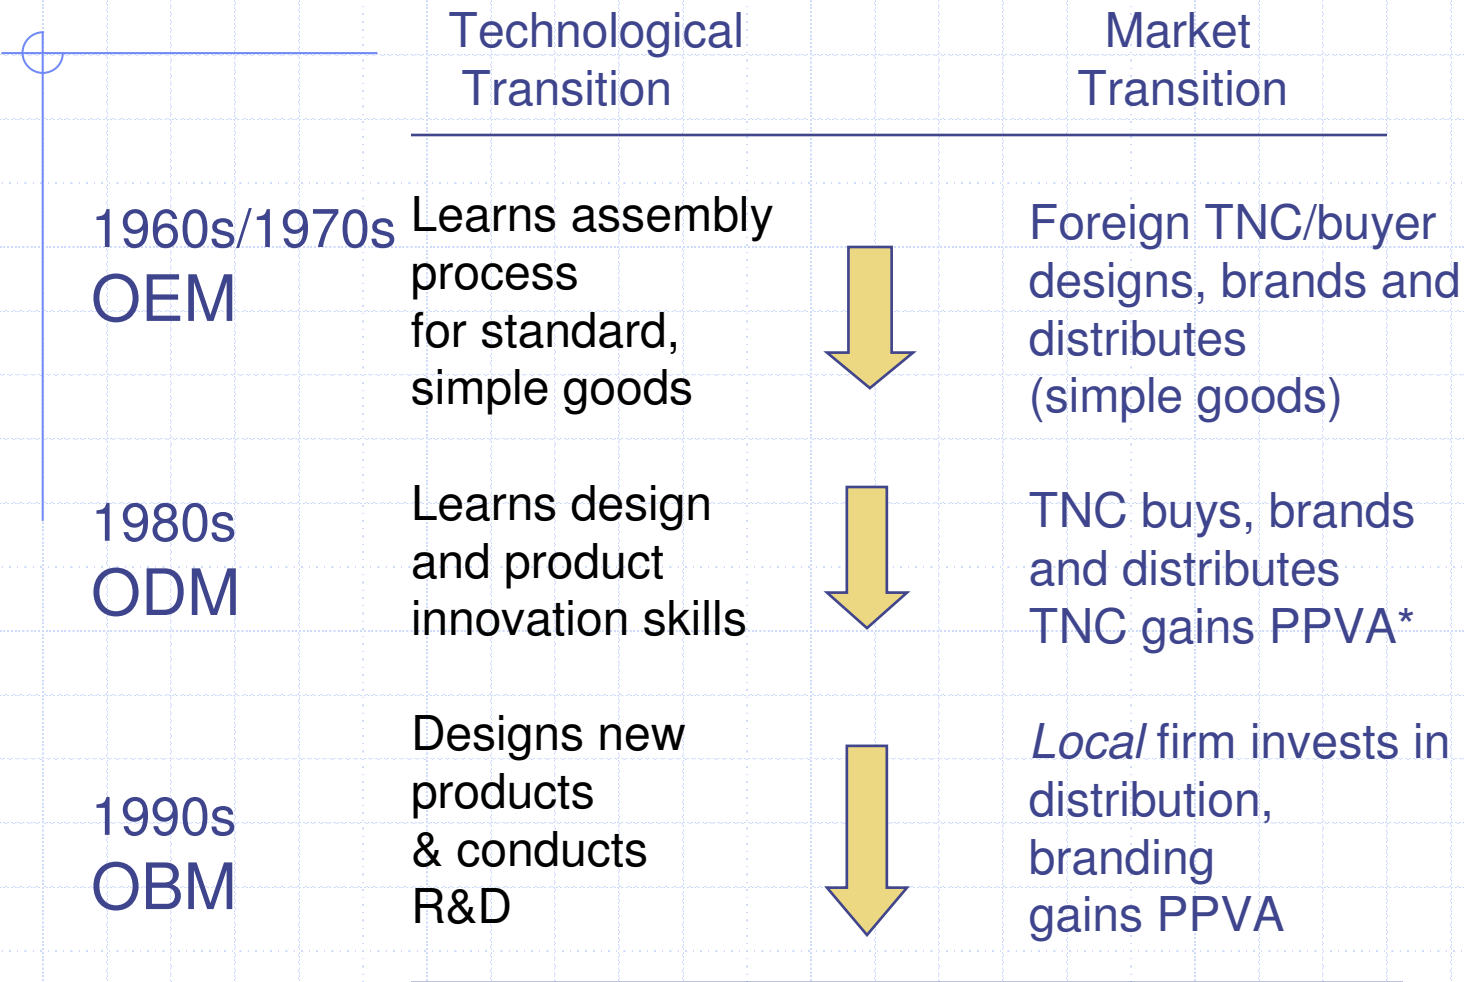 Technological
Transition
Market
Transition
1960s/1970s
OEM
Learns assembly
process
for standard,
simple goods
Foreign TNC/buyer
designs, brands and
distributes
(simple goods)
1980s
ODM
Learns design
and product
innovation skills
TNC buys, brands
and distributes
TNC gains PPVA*
1990s
OBM
Designs new
products
& conducts
R&D
Local firm invests in
distribution,
branding
gains PPVA